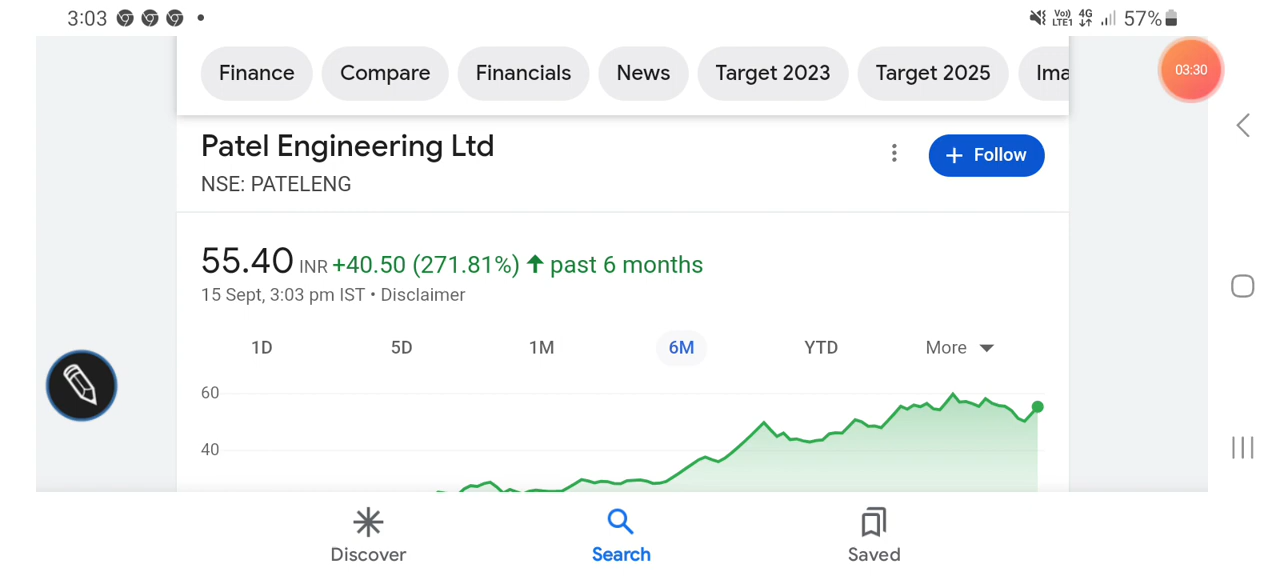 3:03 57%
Vo)) LTE1 4G
Finance Compare Financials News Target 2023 Target 2025 Ima
03:30
Patel Engineering Ltd
+ Follow
NSE: PATELENG
55.40 INR +40.50 (271.81%) ↑ past 6 months
15 Sept, 3:03 pm IST • Disclaimer
1D 5D 1M 6M YTD More
60
40
Discover Search Saved